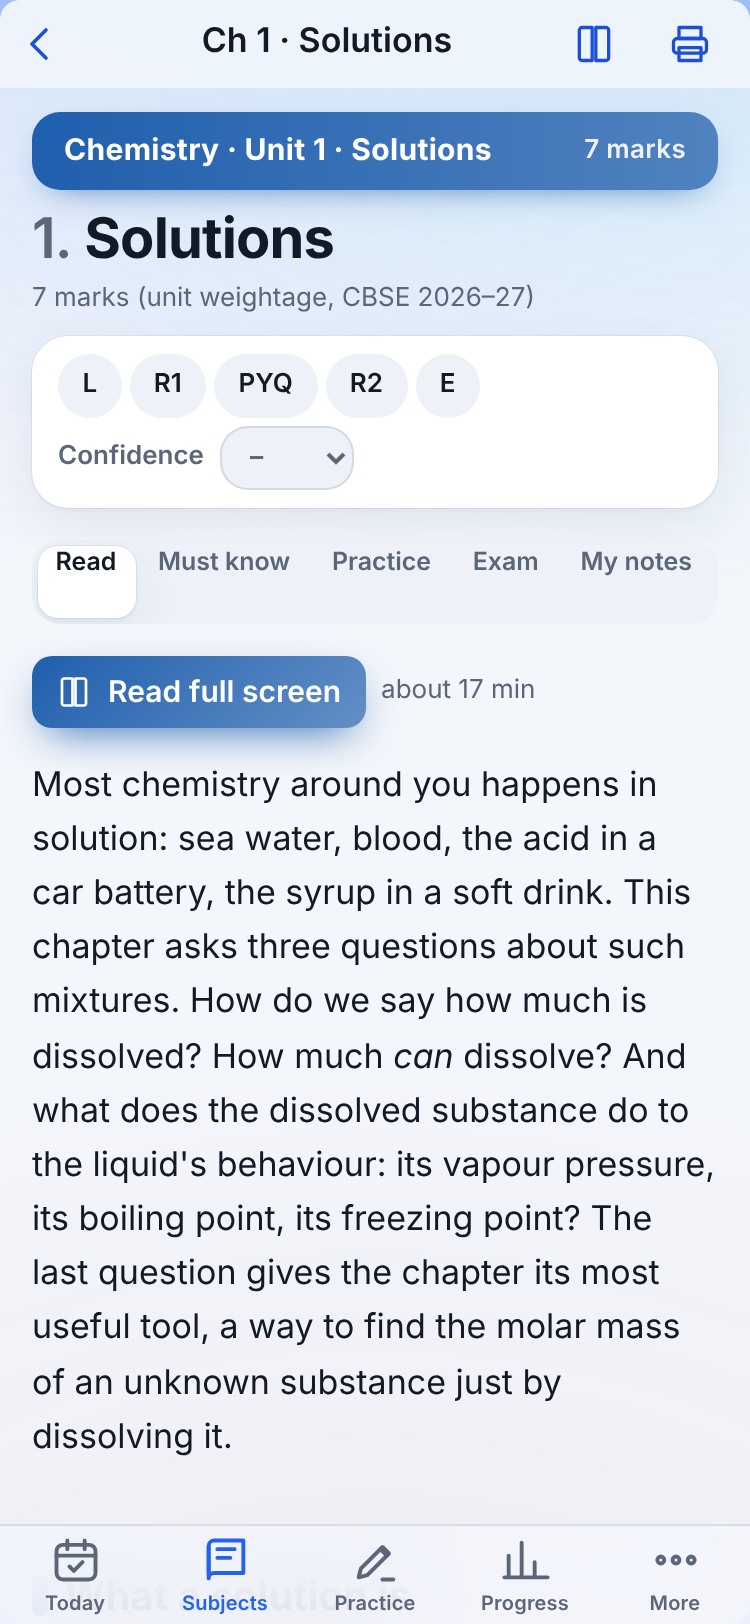 Ch 1 · Solutions
Chemistry · Unit 1 · Solutions 7 marks
1. Solutions
7 marks (unit weightage, CBSE 2026–27)
L R1 PYQ R2 E
Confidence –
Read Must know Practice Exam My notes
Read full screen about 17 min
Most chemistry around you happens in
solution: sea water, blood, the acid in a
car battery, the syrup in a soft drink. This
chapter asks three questions about such
mixtures. How do we say how much is
dissolved? How much can dissolve? And
what does the dissolved substance do to
the liquid's behaviour: its vapour pressure,
its boiling point, its freezing point? The
last question gives the chapter its most
useful tool, a way to find the molar mass
of an unknown substance just by
dissolving it.
What a solution is
Today Subjects Practice Progress More